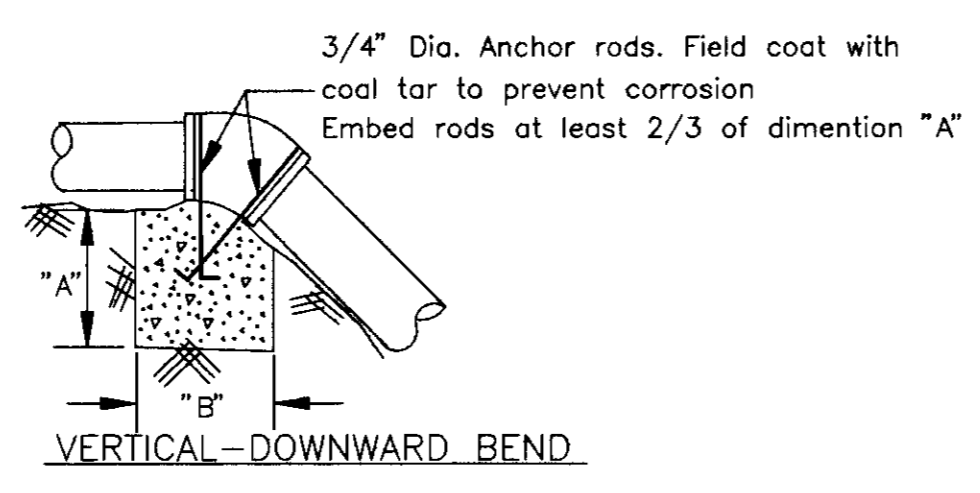 3/4" Dia. Anchor rods. Field coat with
coal tar to prevent corrosion
Embed rods at least 2/3 of dimention "A"
"A"
"B"
VERTICAL-DOWNWARD BEND